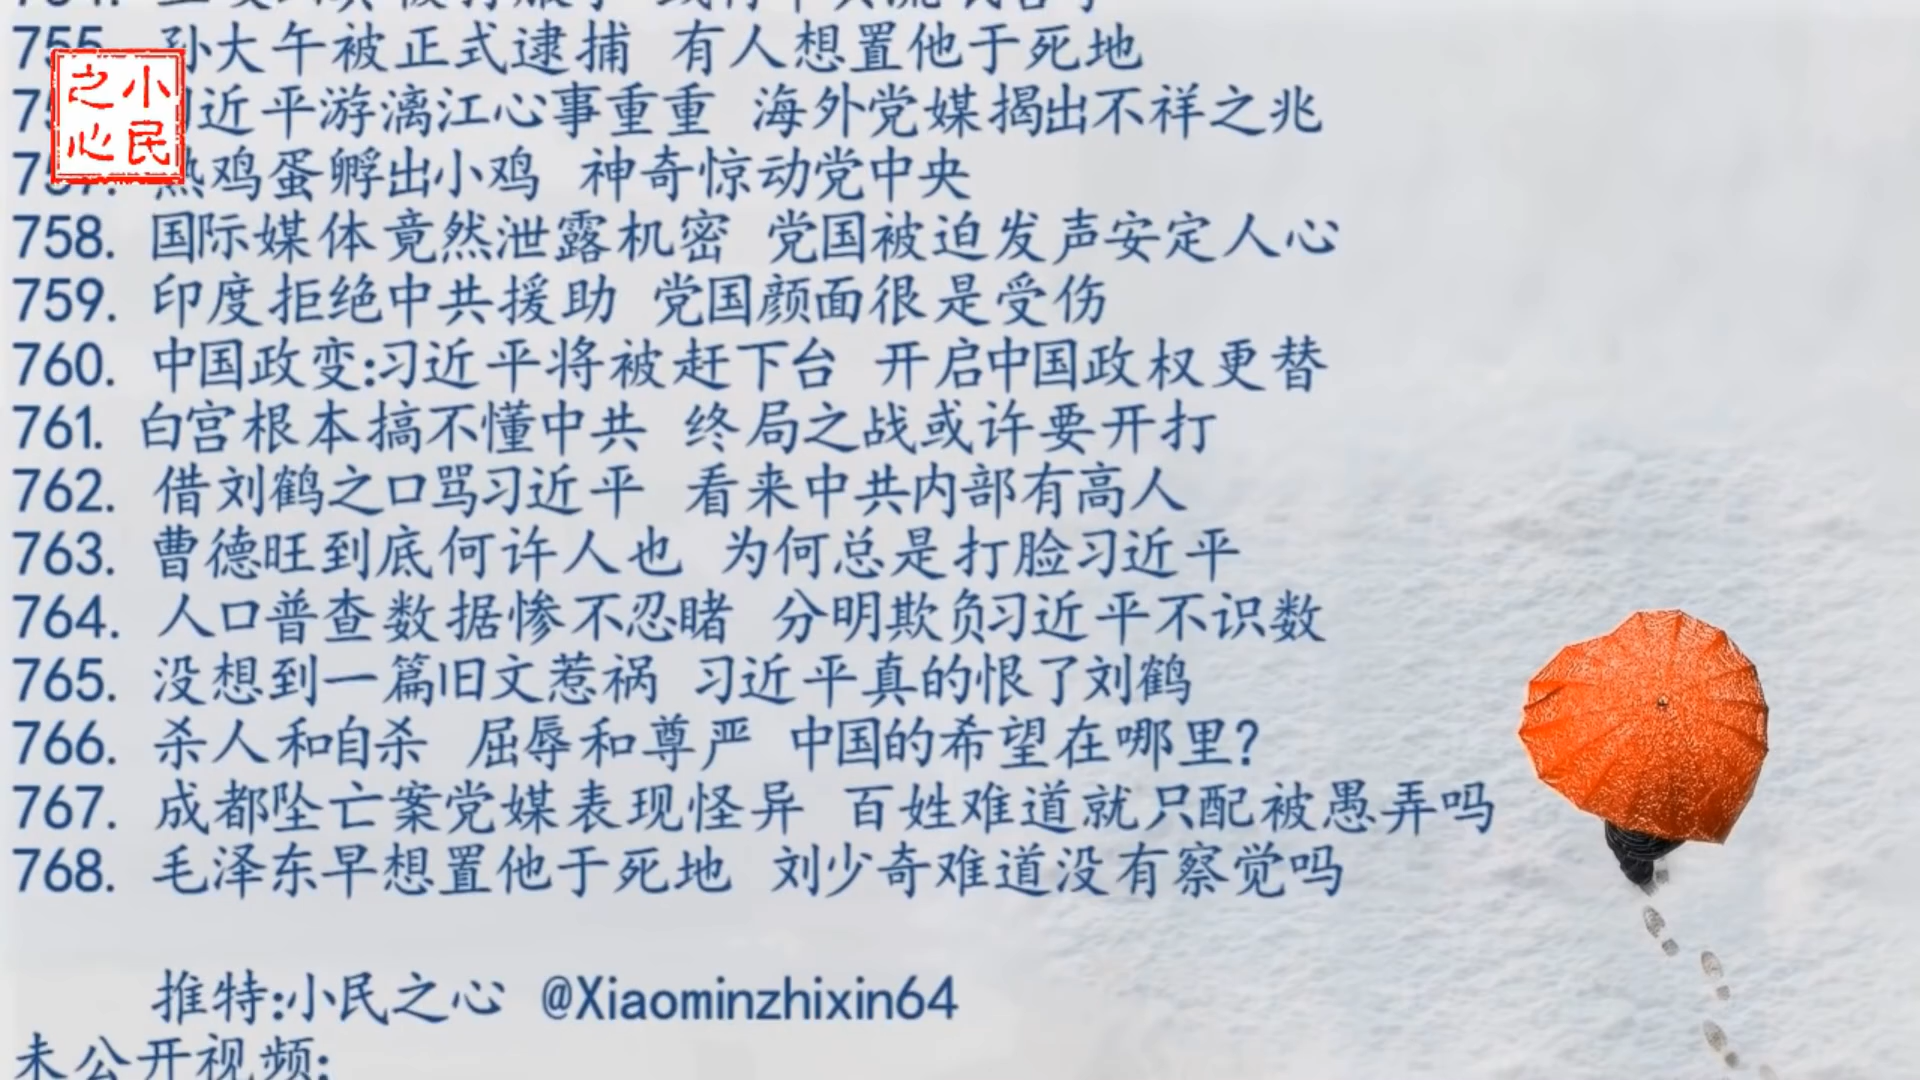 755. 孙大午被正式逮捕 有人想置他于死地
小民之心
近平游漓江心事重重 海外党媒揭出不祥之兆
熟鸡蛋孵出小鸡 神奇惊动党中央
758. 国际媒体竟然泄露机密 党国被迫发声安定人心
759. 印度拒绝中共援助 党国颜面很是受伤
760. 中国政变:习近平将被赶下台 开启中国政权更替
761. 白宫根本搞不懂中共 终局之战或许要开打
762. 借刘鹤之口骂习近平 看来中共内部有高人
763. 曹德旺到底何许人也 为何总是打脸习近平
764. 人口普查数据惨不忍睹 分明欺负习近平不识数
765. 没想到一篇旧文惹祸 习近平真的恨了刘鹤
766. 杀人和自杀 屈辱和尊严 中国的希望在哪里?
767. 成都坠亡案党媒表现怪异 百姓难道就只配被愚弄吗
768. 毛泽东早想置他于死地 刘少奇难道没有察觉吗
推特:小民之心 @Xiaominzhixin64
未公开视频: